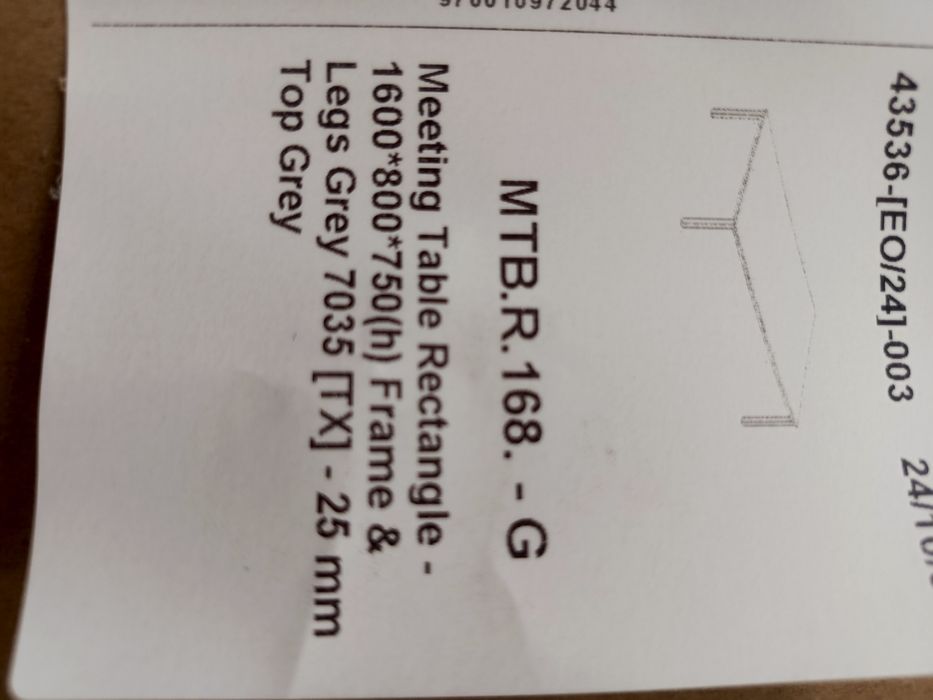 43536-[EO/24]-003
MTB.R.168. - G
Meeting Table Rectangle -
1600*800*750(h) Frame &
Legs Grey 7035 [TX] - 25 mm
Top Grey